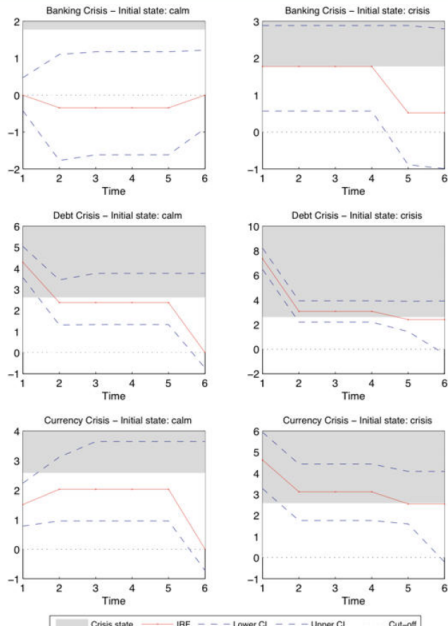 Banking Crisis – Initial state: calm
2
1
0
−1
−2
1 2 3 4 5 6
Time
Banking Crisis – Initial state: crisis
3
2
1
0
−1
1 2 3 4 5 6
Time
Debt Crisis – Initial state: calm
6
5
4
3
2
1
0
−1
1 2 3 4 5 6
Time
Debt Crisis – Initial state: crisis
10
8
6
4
2
0
−2
1 2 3 4 5 6
Time
Currency Crisis – Initial state: calm
4
3
2
1
0
−1
1 2 3 4 5 6
Time
Currency Crisis – Initial state: crisis
6
5
4
3
2
1
0
−1
1 2 3 4 5 6
Time
Crisis state IRF Lower CI Upper CI Cut–off